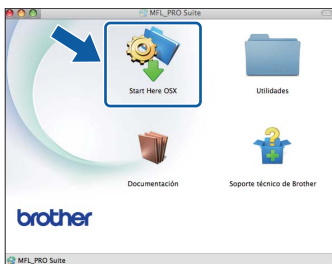 MFL_PRO Suite
Start Here OSX
Utilidades
Documentación
Soporte técnico de Brother
brother
MFL_PRO Suite